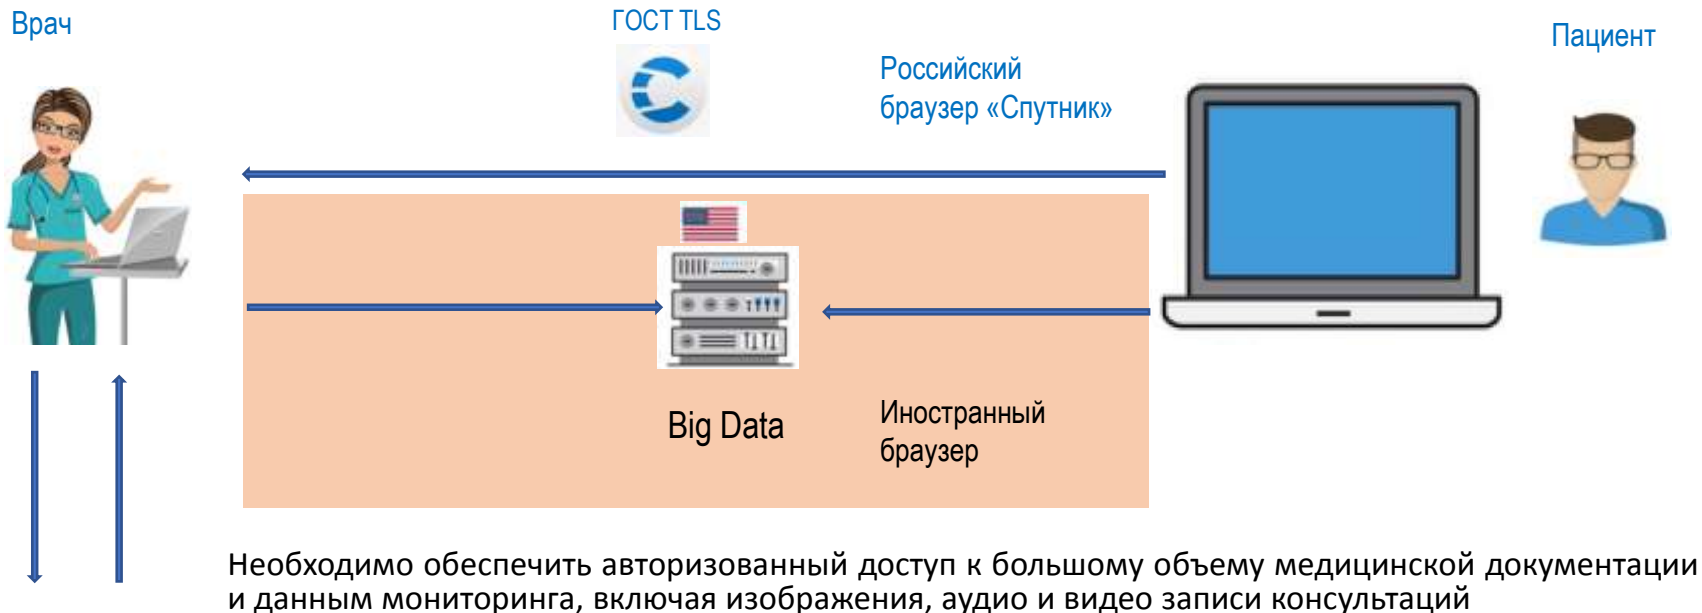 Врач
ГОСТ TLS
Российский
браузер «Спутник»
Пациент
Big Data
Иностранный
браузер
Необходимо обеспечить авторизованный доступ к большому объему медицинской документации
и данным мониторинга, включая изображения, аудио и видео записи консультаций